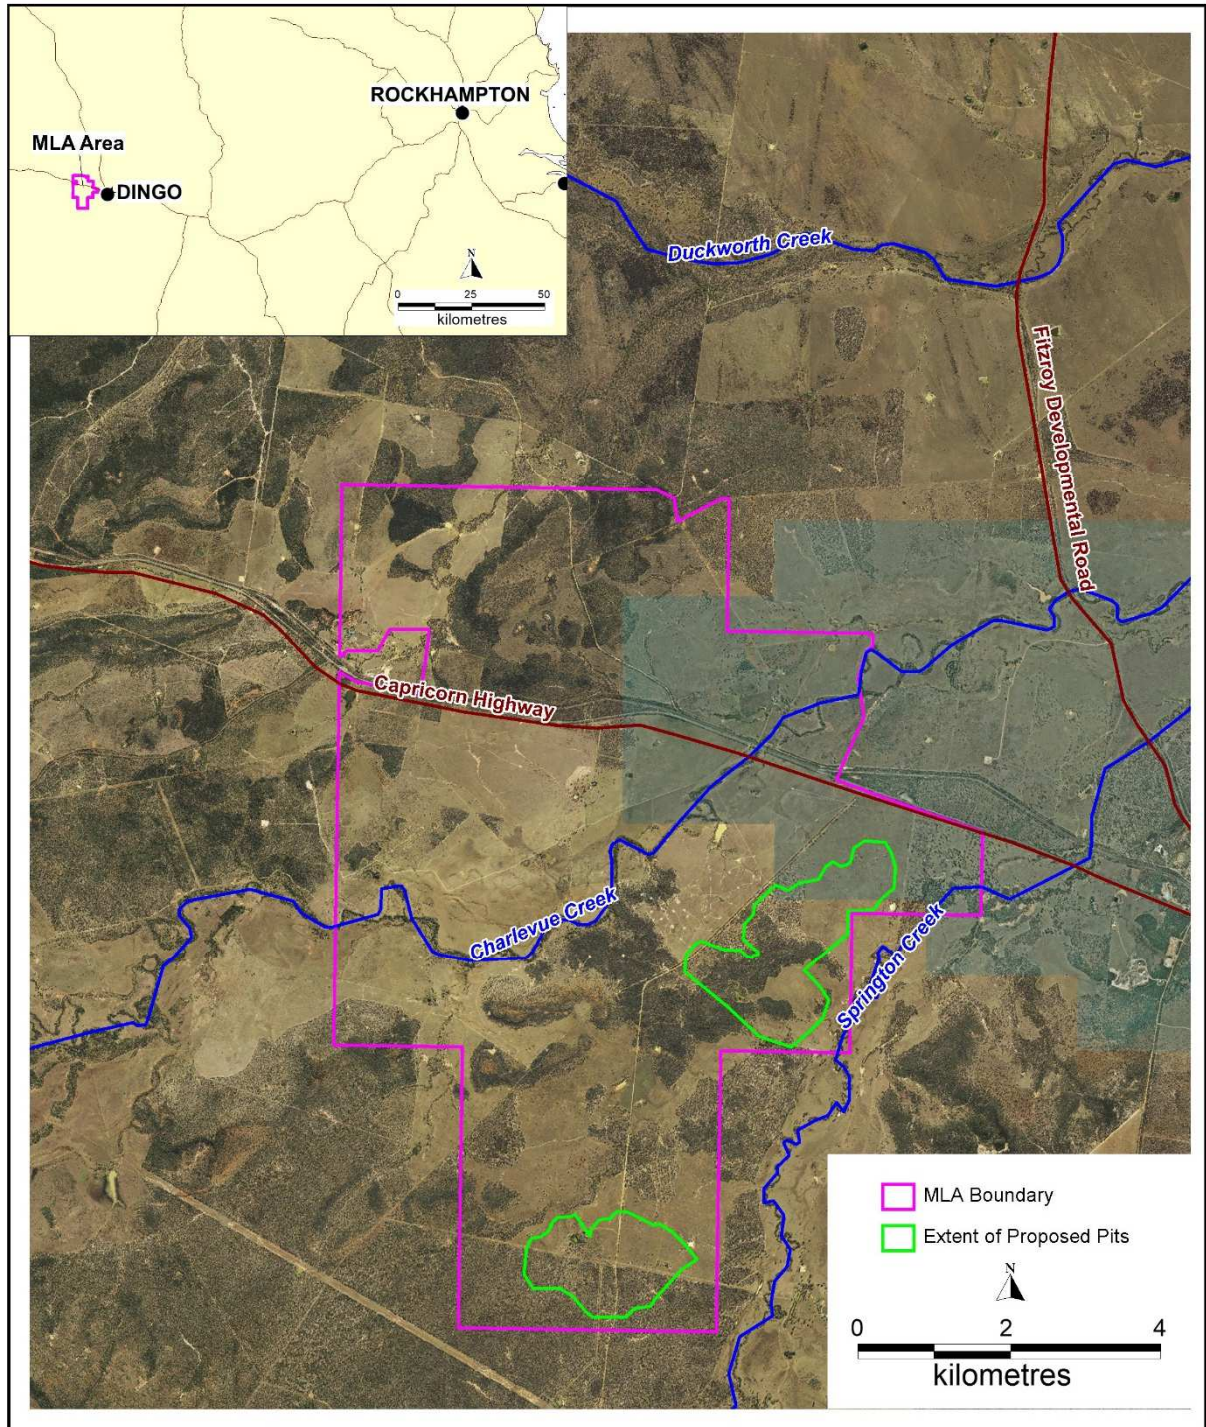 ROCKHAMPTON
MLA Area
DINGO
N
0 25 50
kilometres
Duckworth Creek
Fitzroy Developmental Road
Capricorn Highway
Charlevue Creek
Springton Creek
MLA Boundary
Extent of Proposed Pits
N
0 2 4
kilometres